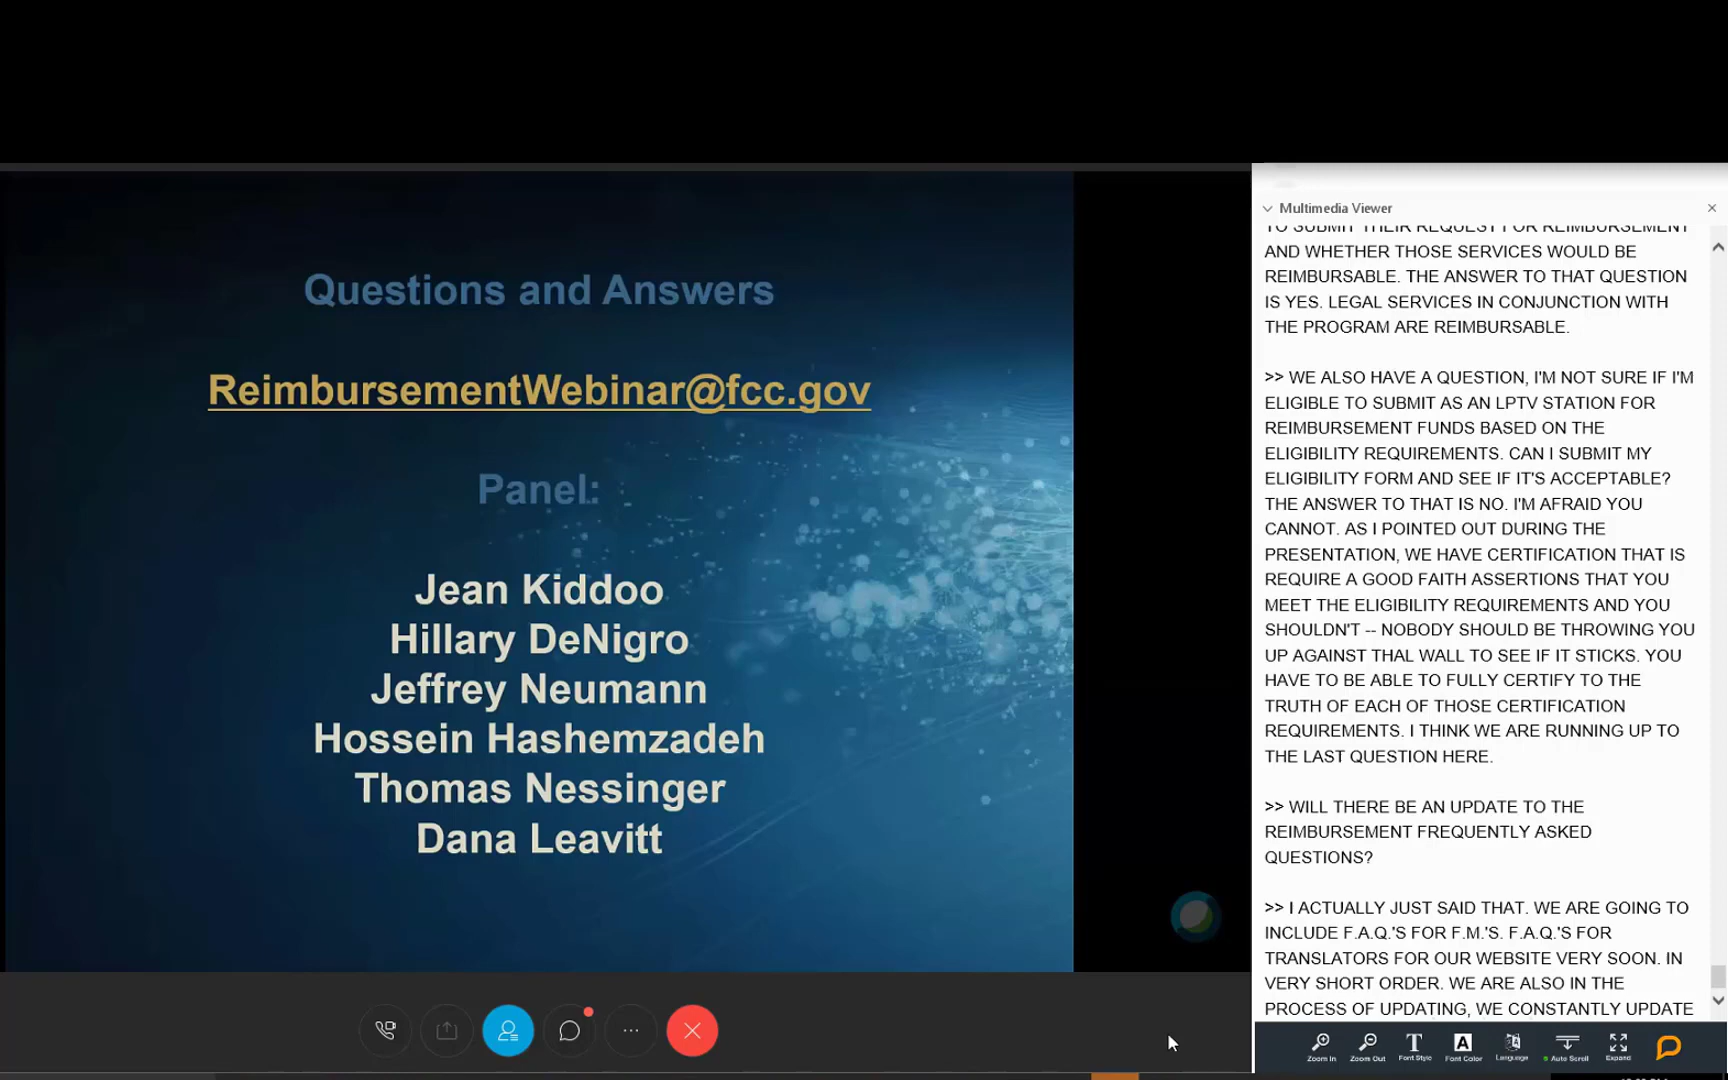 Questions and Answers
ReimbursementWebinar@fcc.gov
Panel:
Jean Kiddoo
Hillary DeNigro
Jeffrey Neumann
Hossein Hashemzadeh
Thomas Nessinger
Dana Leavitt
Multimedia Viewer
TO SUBMIT THEIR REQUEST FOR REIMBURSEMENT
AND WHETHER THOSE SERVICES WOULD BE
REIMBURSABLE. THE ANSWER TO THAT QUESTION
IS YES. LEGAL SERVICES IN CONJUNCTION WITH
THE PROGRAM ARE REIMBURSABLE.
>> WE ALSO HAVE A QUESTION, I'M NOT SURE IF I'M
ELIGIBLE TO SUBMIT AS AN LPTV STATION FOR
REIMBURSEMENT FUNDS BASED ON THE
ELIGIBILITY REQUIREMENTS. CAN I SUBMIT MY
ELIGIBILITY FORM AND SEE IF IT'S ACCEPTABLE?
THE ANSWER TO THAT IS NO. I'M AFRAID YOU
CANNOT. AS I POINTED OUT DURING THE
PRESENTATION, WE HAVE CERTIFICATION THAT IS
REQUIRE A GOOD FAITH ASSERTIONS THAT YOU
MEET THE ELIGIBILITY REQUIREMENTS AND YOU
SHOULDN'T -- NOBODY SHOULD BE THROWING YOU
UP AGAINST THAL WALL TO SEE IF IT STICKS. YOU
HAVE TO BE ABLE TO FULLY CERTIFY TO THE
TRUTH OF EACH OF THOSE CERTIFICATION
REQUIREMENTS. I THINK WE ARE RUNNING UP TO
THE LAST QUESTION HERE.
>> WILL THERE BE AN UPDATE TO THE
REIMBURSEMENT FREQUENTLY ASKED
QUESTIONS?
>> I ACTUALLY JUST SAID THAT. WE ARE GOING TO
INCLUDE F.A.Q.'S FOR F.M.'S. F.A.Q.'S FOR
TRANSLATORS FOR OUR WEBSITE VERY SOON. IN
VERY SHORT ORDER. WE ARE ALSO IN THE
PROCESS OF UPDATING, WE CONSTANTLY UPDATE
Zoom In Zoom Out Font Style Font Color Language Auto Scroll Expand